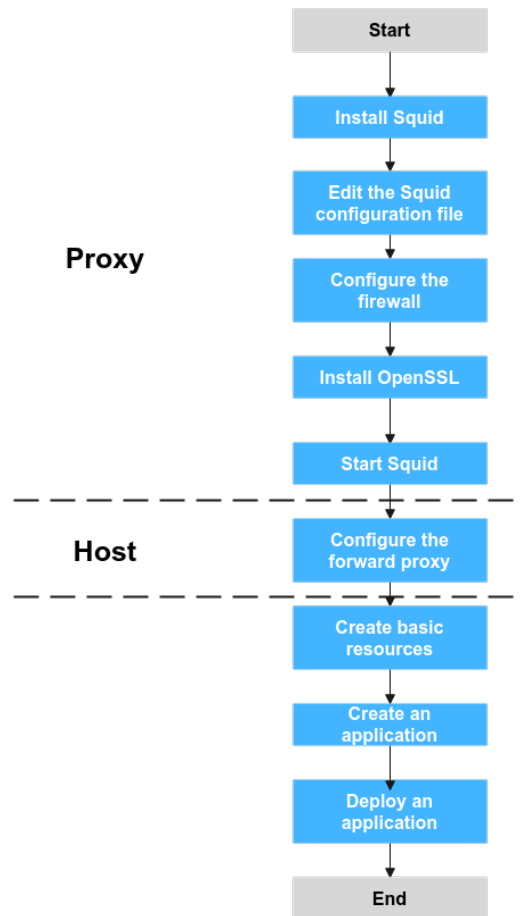 Start
Install Squid
Edit the Squid
configuration file
Proxy
Configure the
firewall
Install OpenSSL
Start Squid
Host
Configure the
forward proxy
Create basic
resources
Create an
application
Deploy an
application
End